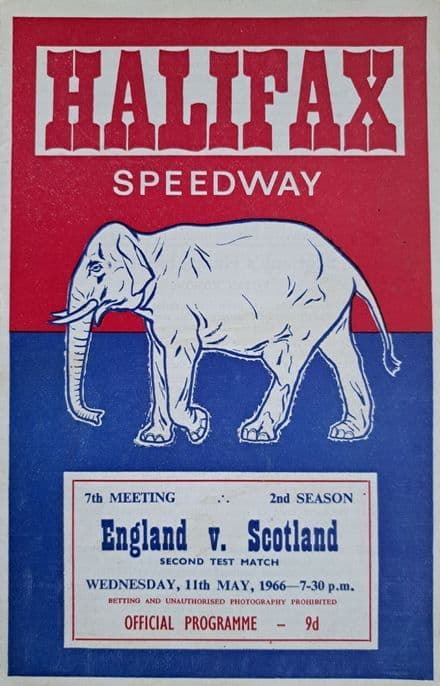 HALIFAX
SPEEDWAY
7th MEETING ∴ 2nd SEASON
England v. Scotland
SECOND TEST MATCH
WEDNESDAY, 11th MAY, 1966—7-30 p.m.
BETTING AND UNAUTHORISED PHOTOGRAPHY PROHIBITED
OFFICIAL PROGRAMME - 9d